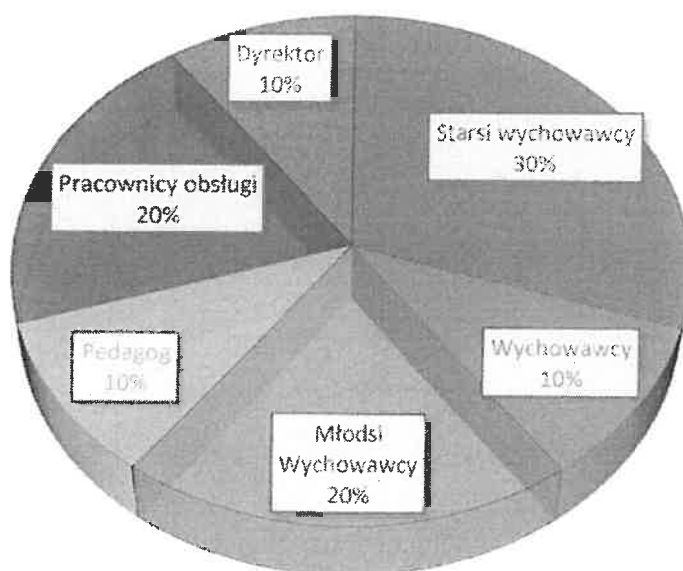 Dyrektor
10%
Starsi wychowawcy
30%
Pracownicy obsługi
20%
Pedagog
10%
Wychowawcy
10%
Młodsi
Wychowawcy
20%